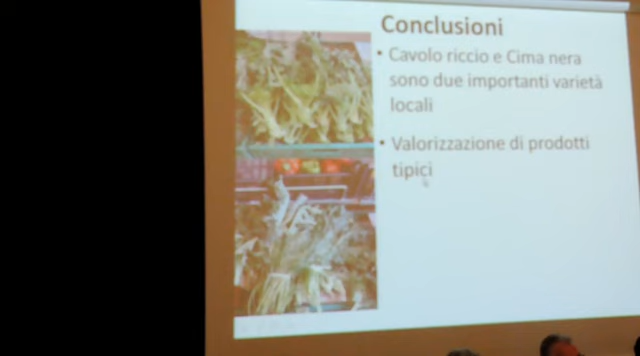 Conclusioni
• Cavolo riccio e Cima nera
sono due importanti varietà
locali
• Valorizzazione di prodotti
tipici